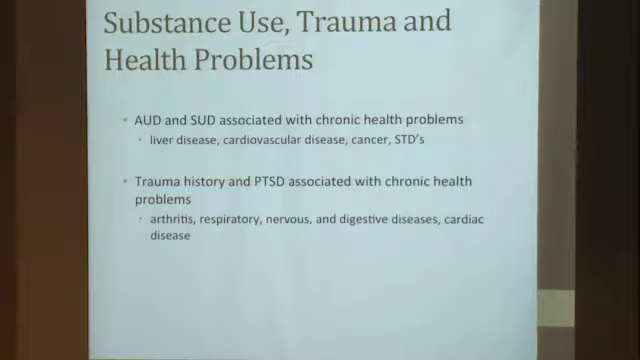 Substance Use, Trauma and
Health Problems
• AUD and SUD associated with chronic health problems
• liver disease, cardiovascular disease, cancer, STD's
• Trauma history and PTSD associated with chronic health
problems
• arthritis, respiratory, nervous, and digestive diseases, cardiac
disease